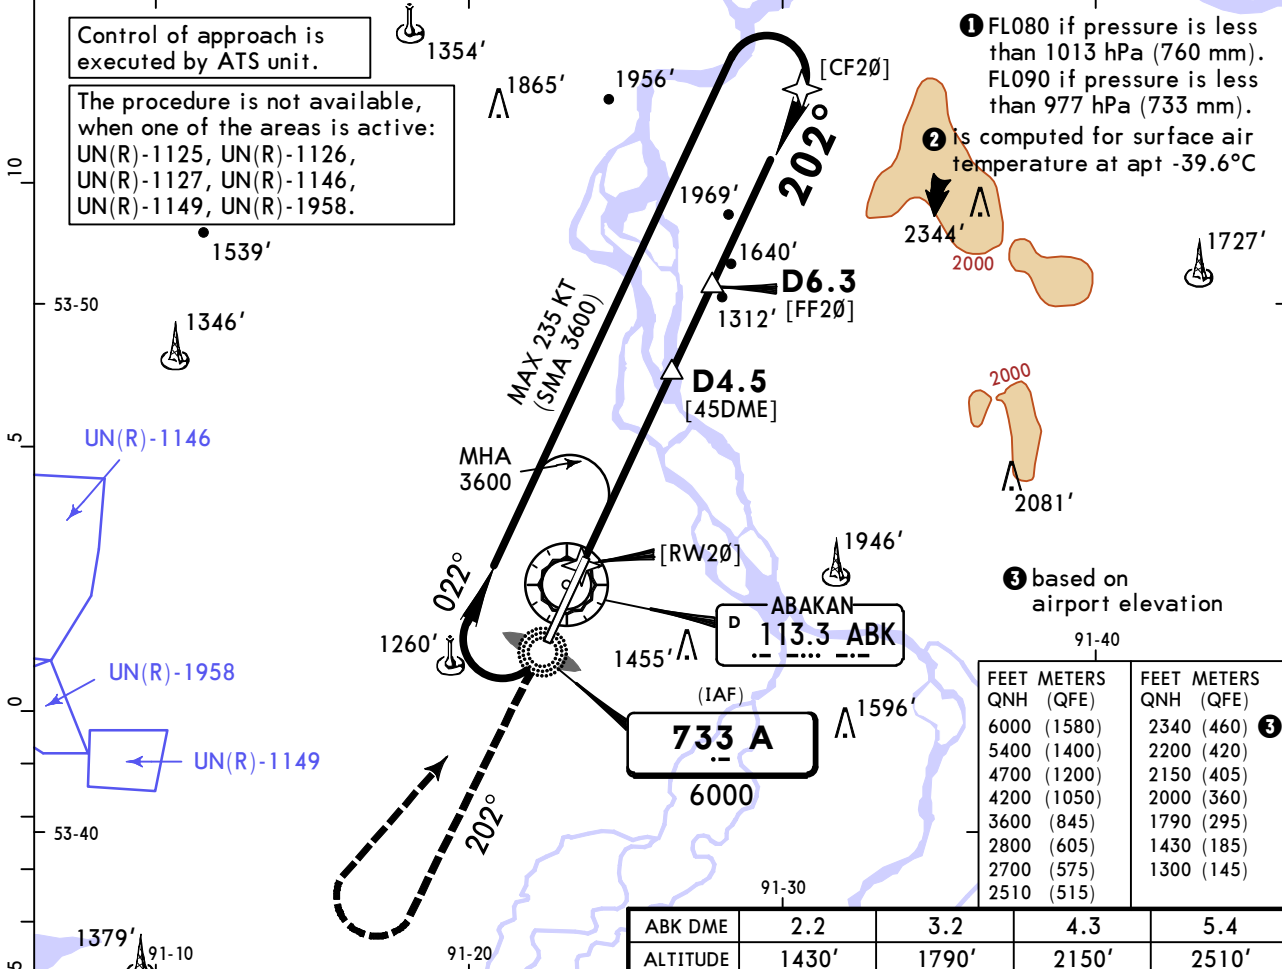 Control of approach is
executed by ATS unit.
The procedure is not available,
when one of the areas is active:
UN(R)-1125, UN(R)-1126,
UN(R)-1127, UN(R)-1146,
UN(R)-1149, UN(R)-1958.
1354'
1865'
1956'
[CF2Ø]
202°
1 FL080 if pressure is less
than 1013 hPa (760 mm).
FL090 if pressure is less
than 977 hPa (733 mm).
2 is computed for surface air
temperature at apt -39.6°C
10
1539'
1969'
1640'
2344'
2000
1727'
53-50
D6.3
[FF2Ø]
1312'
1346'
MAX 235 KT
(SMA 3600)
D4.5
[45DME]
2000
5
UN(R)-1146
MHA
3600
2081'
1946'
[RW2Ø]
022°
3 based on
airport elevation
ABAKAN
D 113.3 ABK
1260'
1455'
91-40
UN(R)-1958
(IAF)
733 A
6000
1596'
0
UN(R)-1149
202°
53-40
FEET METERS
QNH (QFE)
6000 (1580)
5400 (1400)
4700 (1200)
4200 (1050)
3600 (845)
2800 (605)
2700 (575)
2510 (515)
FEET METERS
QNH (QFE)
2340 (460) 3
2200 (420)
2150 (405)
2000 (360)
1790 (295)
1430 (185)
1300 (145)
91-30
1379'
91-10
91-20
5
ABK DME 2.2 3.2 4.3 5.4
ALTITUDE 1430' 1790' 2150' 2510'